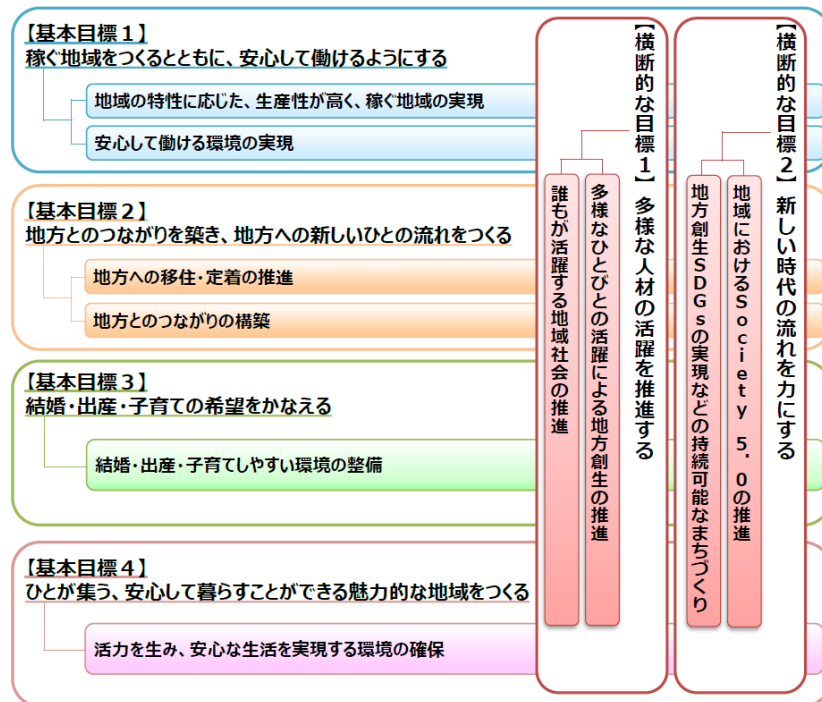 【基本目標１】
稼ぐ地域をつくるとともに、安心して働けるようにする
地域の特性に応じた、生産性が高く、稼ぐ地域の実現
安心して働ける環境の実現
【基本目標２】
地方とのつながりを築き、地方への新しいひとの流れをつくる
地方への移住・定着の推進
地方とのつながりの構築
【基本目標３】
結婚・出産・子育ての希望をかなえる
結婚・出産・子育てしやすい環境の整備
【基本目標４】
ひとが集う、安心して暮らすことができる魅力的な地域をつくる
活力を生み、安心な生活を実現する環境の確保
【横断的な目標１】多様な人材の活躍を推進する
多様なひとびとの活躍による地方創生の推進
誰もが活躍する地域社会の推進
【横断的な目標２】新しい時代の流れを力にする
地域におけるＳｏｃｉｅｔｙ ５．０の推進
地方創生ＳＤＧｓの実現などの持続可能なまちづくり